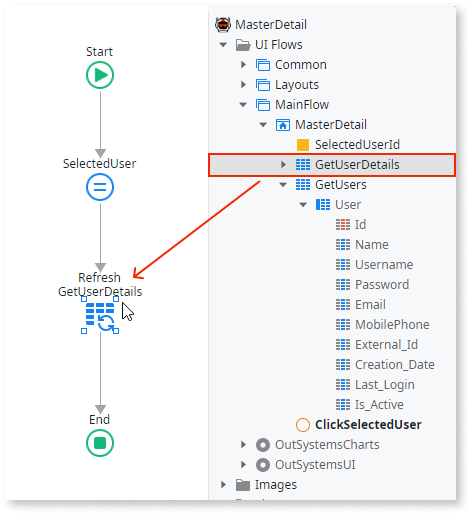 Start
SelectedUser
Refresh
GetUserDetails
End
MasterDetail
UI Flows
Common
Layouts
MainFlow
MasterDetail
SelectedUserId
GetUserDetails
GetUsers
User
Id
Name
Username
Password
Email
MobilePhone
External_Id
Creation_Date
Last_Login
Is_Active
ClickSelectedUser
OutSystemsCharts
OutSystemsUI
Images